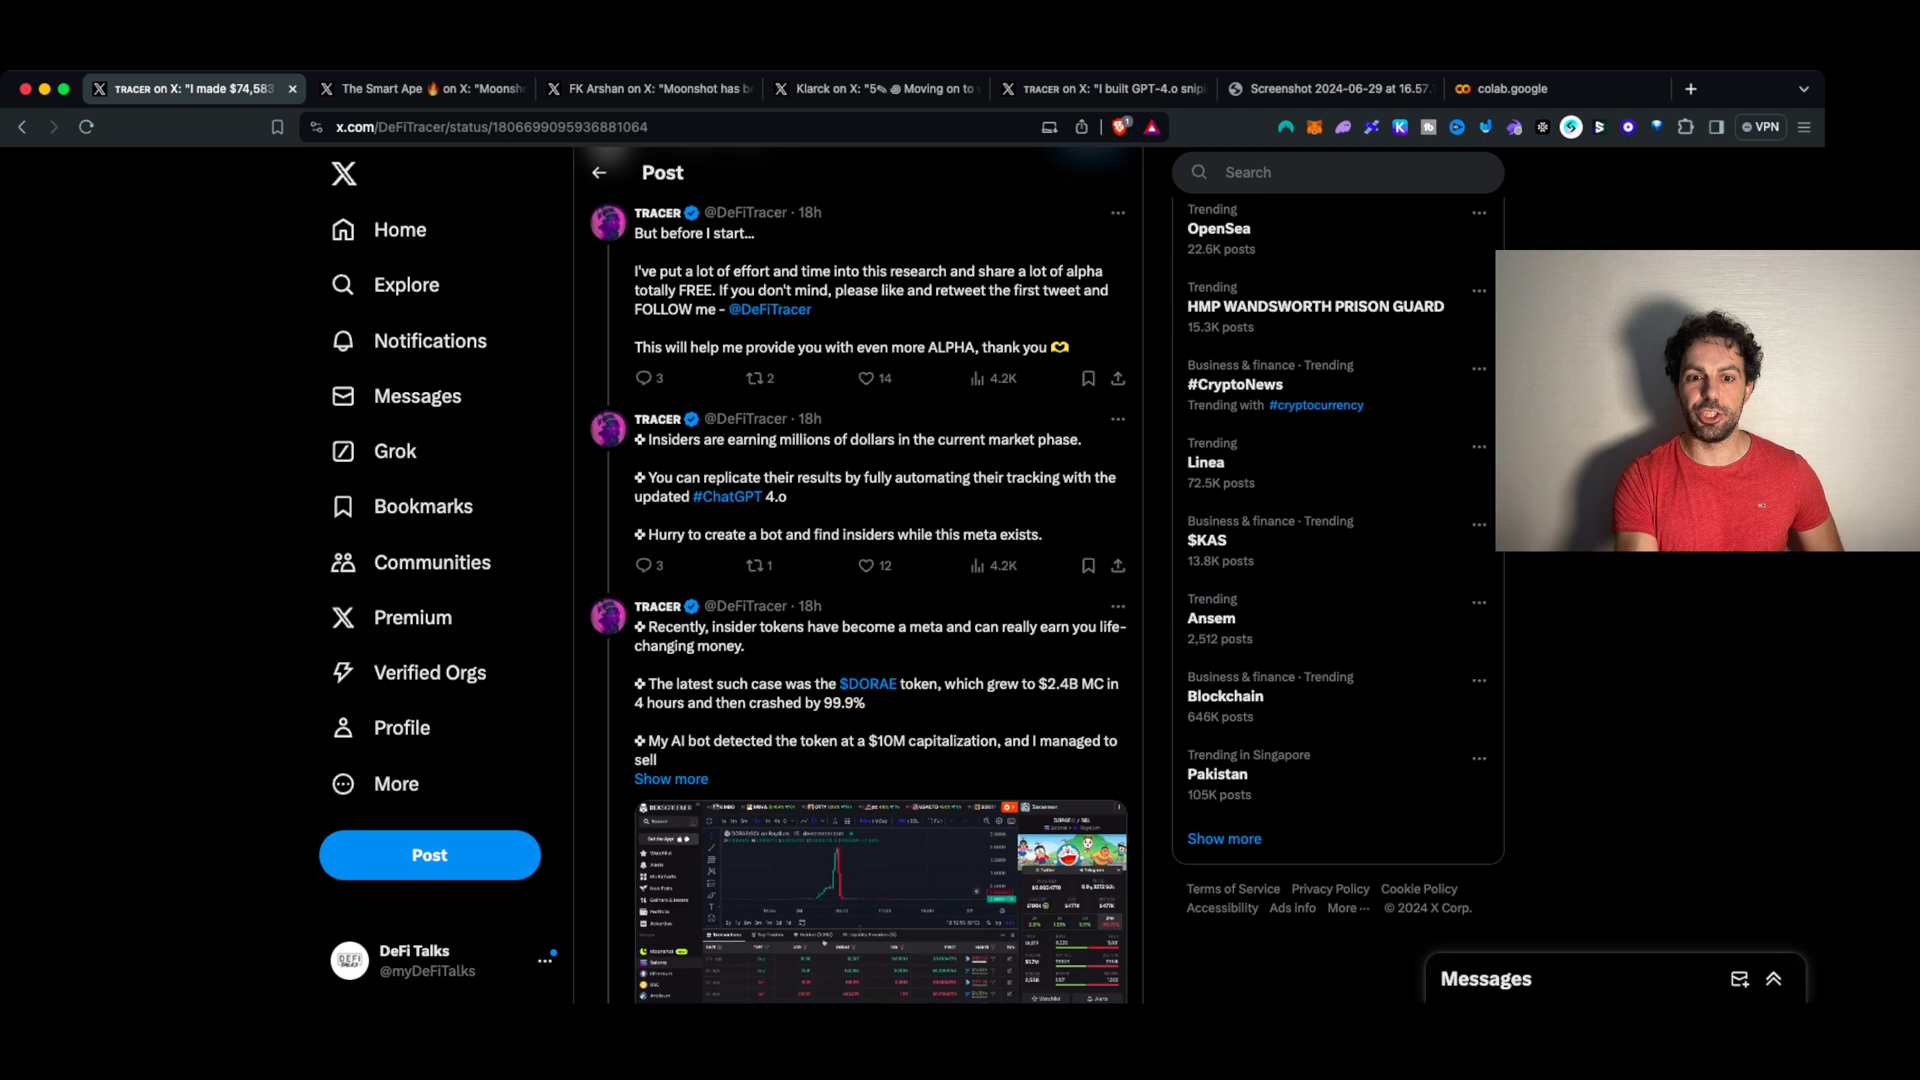 TRACER on X: "I made $74,583
The Smart Ape 🔥 on X: "Moonsh
FK Arshan on X: "Moonshot has b
Klarck on X: "5✎ @ Moving on to
TRACER on X: "I built GPT-4.o snip
Screenshot 2024-06-29 at 16.57.
colab.google
x.com/DeFiTracer/status/1806699095936881064
VPN
Home
Explore
Notifications
Messages
Grok
Bookmarks
Communities
Premium
Verified Orgs
Profile
More
Post
DeFi Talks
@myDeFiTalks
Post
TRACER @DeFiTracer · 18h
But before I start...
I've put a lot of effort and time into this research and share a lot of alpha
totally FREE. If you don't mind, please like and retweet the first tweet and
FOLLOW me - @DeFiTracer
This will help me provide you with even more ALPHA, thank you 🫶
3 2 14 4.2K
TRACER @DeFiTracer · 18h
✤ Insiders are earning millions of dollars in the current market phase.
✤ You can replicate their results by fully automating their tracking with the
updated #ChatGPT 4.o
✤ Hurry to create a bot and find insiders while this meta exists.
3 1 12 4.2K
TRACER @DeFiTracer · 18h
✤ Recently, insider tokens have become a meta and can really earn you life-
changing money.
✤ The latest such case was the $DORAE token, which grew to $2.4B MC in
4 hours and then crashed by 99.9%
✤ My AI bot detected the token at a $10M capitalization, and I managed to
sell
Show more
Search
Trending
OpenSea
22.6K posts
Trending
HMP WANDSWORTH PRISON GUARD
15.3K posts
Business & finance · Trending
#CryptoNews
Trending with #cryptocurrency
Trending
Linea
72.5K posts
Business & finance · Trending
$KAS
13.8K posts
Trending
Ansem
2,512 posts
Business & finance · Trending
Blockchain
646K posts
Trending in Singapore
Pakistan
105K posts
Show more
Terms of Service Privacy Policy Cookie Policy
Accessibility Ads info More ··· © 2024 X Corp.
Messages